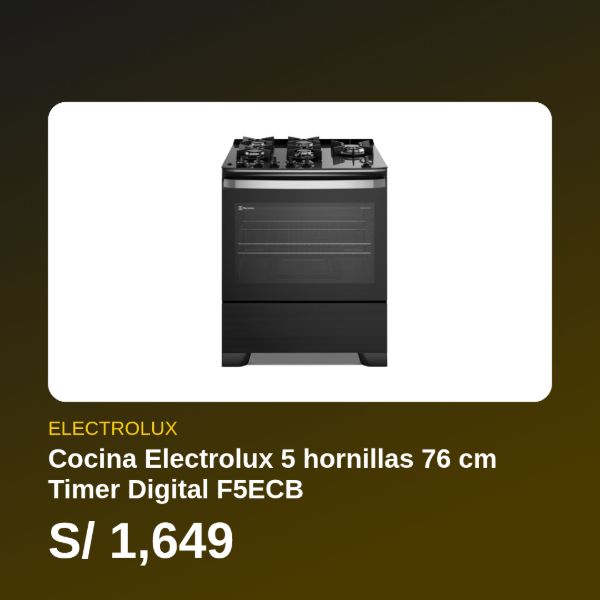 ELECTROLUX
Cocina Electrolux 5 hornillas 76 cm
Timer Digital F5ECB
S/ 1,649